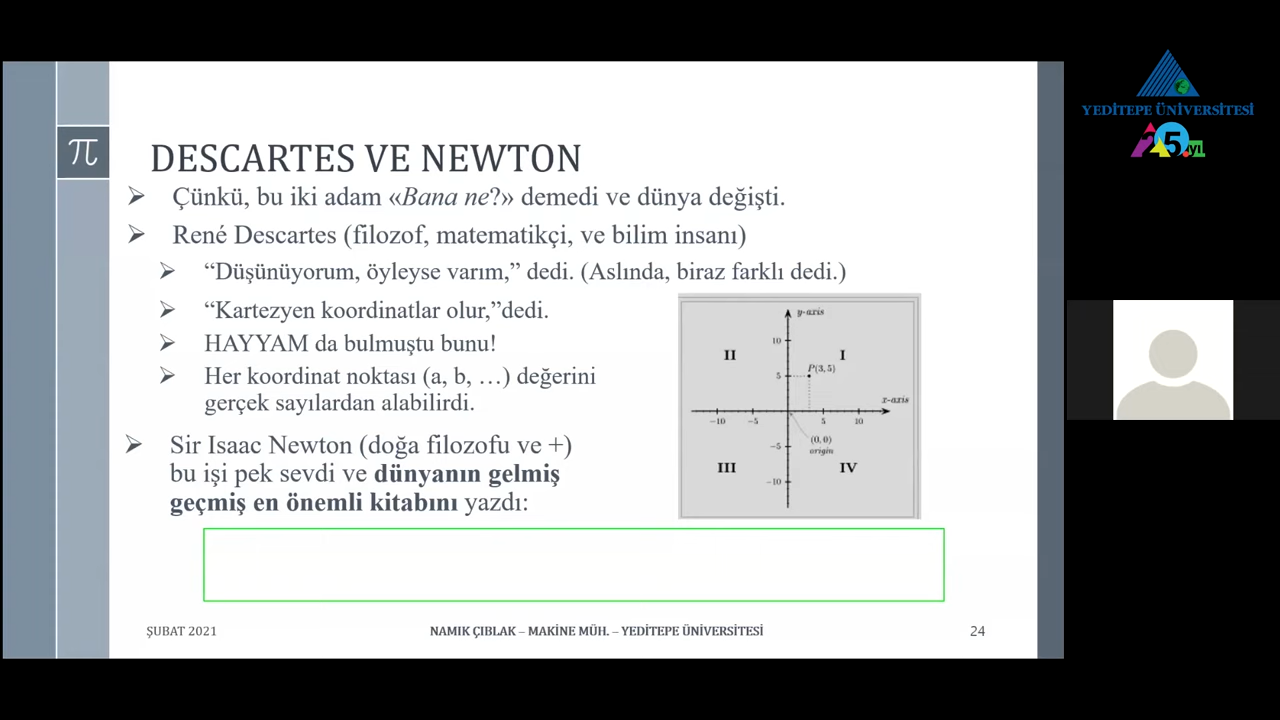 YEDİTEPE ÜNİVERSİTESİ
25.yıl
π
DESCARTES VE NEWTON
Çünkü, bu iki adam «Bana ne?» demedi ve dünya değişti.
René Descartes (filozof, matematikçi, ve bilim insanı)
“Düşünüyorum, öyleyse varım,” dedi. (Aslında, biraz farklı dedi.)
“Kartezyen koordinatlar olur,”dedi.
HAYYAM da bulmuştu bunu!
Her koordinat noktası (a, b, …) değerini
gerçek sayılardan alabilirdi.
Sir Isaac Newton (doğa filozofu ve +)
bu işi pek sevdi ve dünyanın gelmiş
geçmiş en önemli kitabını yazdı:
y-axis
10
II
I
5
P(3,5)
x-axis
−10
−5
5
10
−5
(0,0)
origin
III
IV
−10
ŞUBAT 2021
NAMIK ÇIBLAK – MAKİNE MÜH. – YEDİTEPE ÜNİVERSİTESİ
24